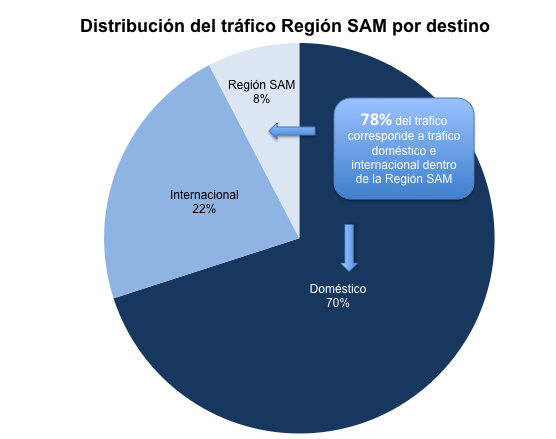 Distribución del tráfico Región SAM por destino
Región SAM
8%
78% del tráfico
corresponde a tráfico
doméstico e
internacional dentro
de la Región SAM
Internacional
22%
Doméstico
70%